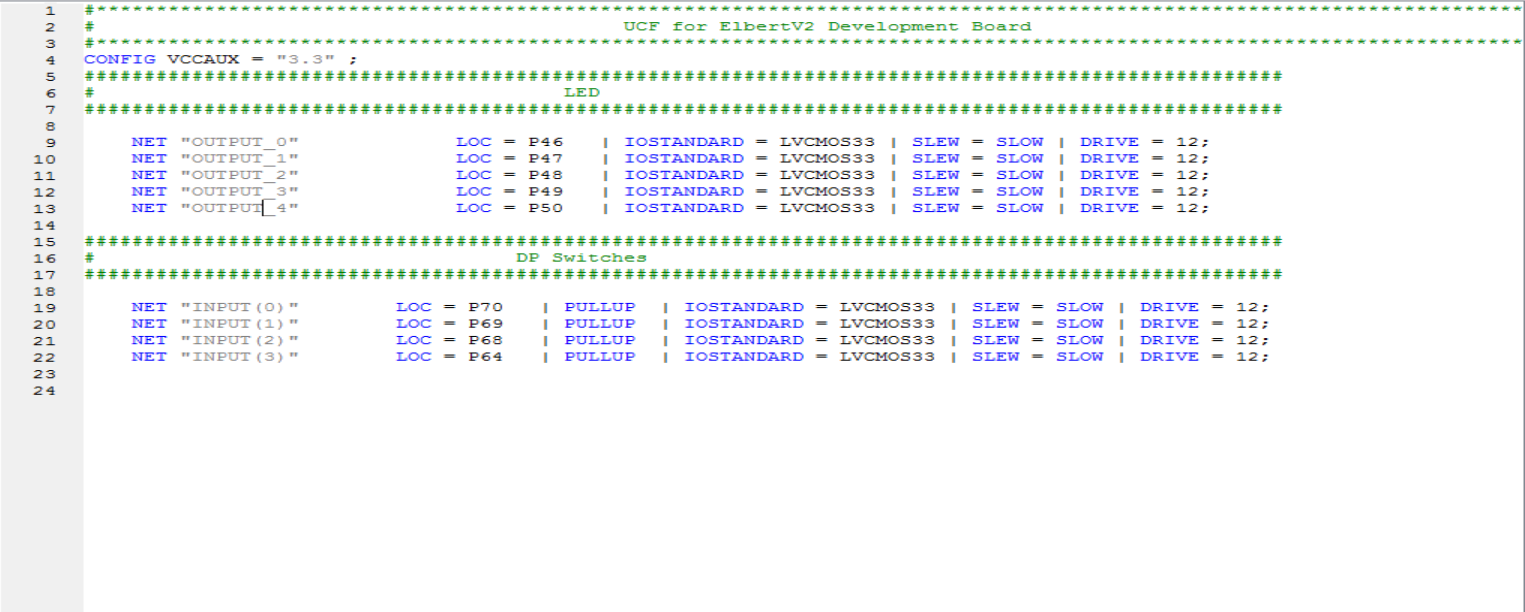 1 #************************************************************************************************************************
2 # UCF for ElbertV2 Development Board
3 #************************************************************************************************************************
4 CONFIG VCCAUX = "3.3" ;
5 ####################################################################################################
6 # LED
7 ####################################################################################################
8
9 NET "OUTPUT_0" LOC = P46 | IOSTANDARD = LVCMOS33 | SLEW = SLOW | DRIVE = 12;
10 NET "OUTPUT_1" LOC = P47 | IOSTANDARD = LVCMOS33 | SLEW = SLOW | DRIVE = 12;
11 NET "OUTPUT_2" LOC = P48 | IOSTANDARD = LVCMOS33 | SLEW = SLOW | DRIVE = 12;
12 NET "OUTPUT_3" LOC = P49 | IOSTANDARD = LVCMOS33 | SLEW = SLOW | DRIVE = 12;
13 NET "OUTPUT_4" LOC = P50 | IOSTANDARD = LVCMOS33 | SLEW = SLOW | DRIVE = 12;
14
15 ####################################################################################################
16 # DP Switches
17 ####################################################################################################
18
19 NET "INPUT(0)" LOC = P70 | PULLUP | IOSTANDARD = LVCMOS33 | SLEW = SLOW | DRIVE = 12;
20 NET "INPUT(1)" LOC = P69 | PULLUP | IOSTANDARD = LVCMOS33 | SLEW = SLOW | DRIVE = 12;
21 NET "INPUT(2)" LOC = P68 | PULLUP | IOSTANDARD = LVCMOS33 | SLEW = SLOW | DRIVE = 12;
22 NET "INPUT(3)" LOC = P64 | PULLUP | IOSTANDARD = LVCMOS33 | SLEW = SLOW | DRIVE = 12;
23
24